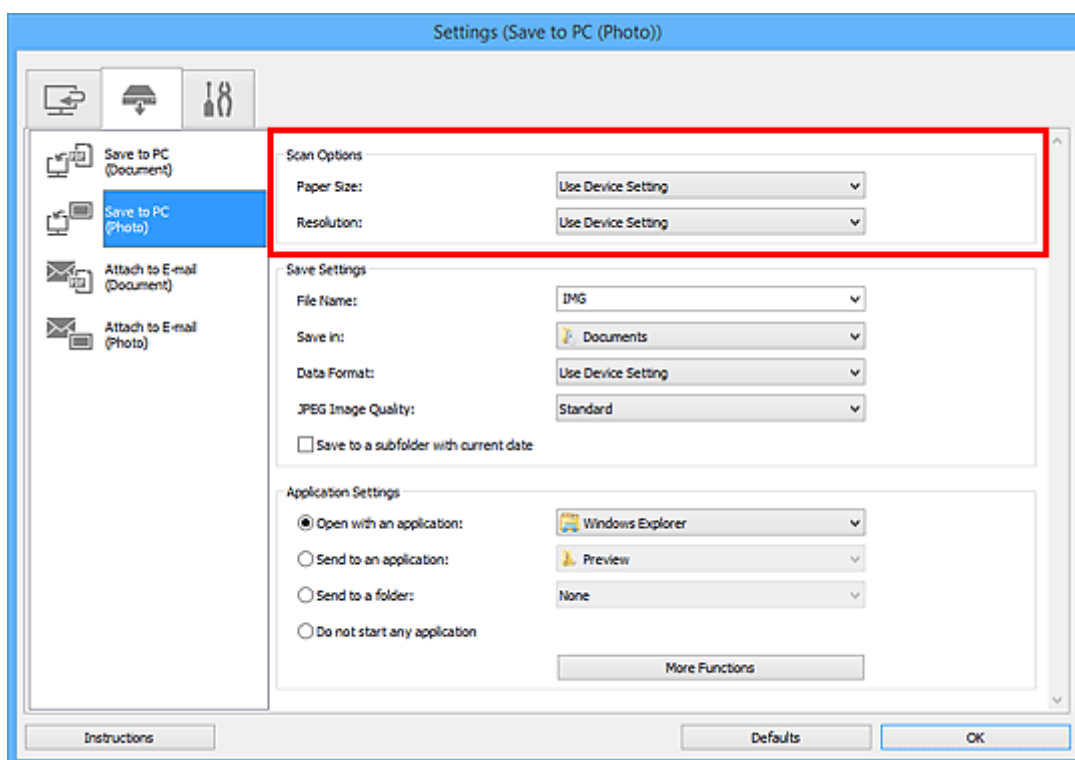 Settings (Save to PC (Photo))
Save to PC
(Document)
Save to PC
(Photo)
Attach to E-mail
(Document)
Attach to E-mail
(Photo)
Scan Options
Paper Size: Use Device Setting
Resolution: Use Device Setting
Save Settings
File Name: IMG
Save in: Documents
Data Format: Use Device Setting
JPEG Image Quality: Standard
Save to a subfolder with current date
Application Settings
Open with an application: Windows Explorer
Send to an application: Preview
Send to a folder: None
Do not start any application
More Functions
Instructions Defaults OK